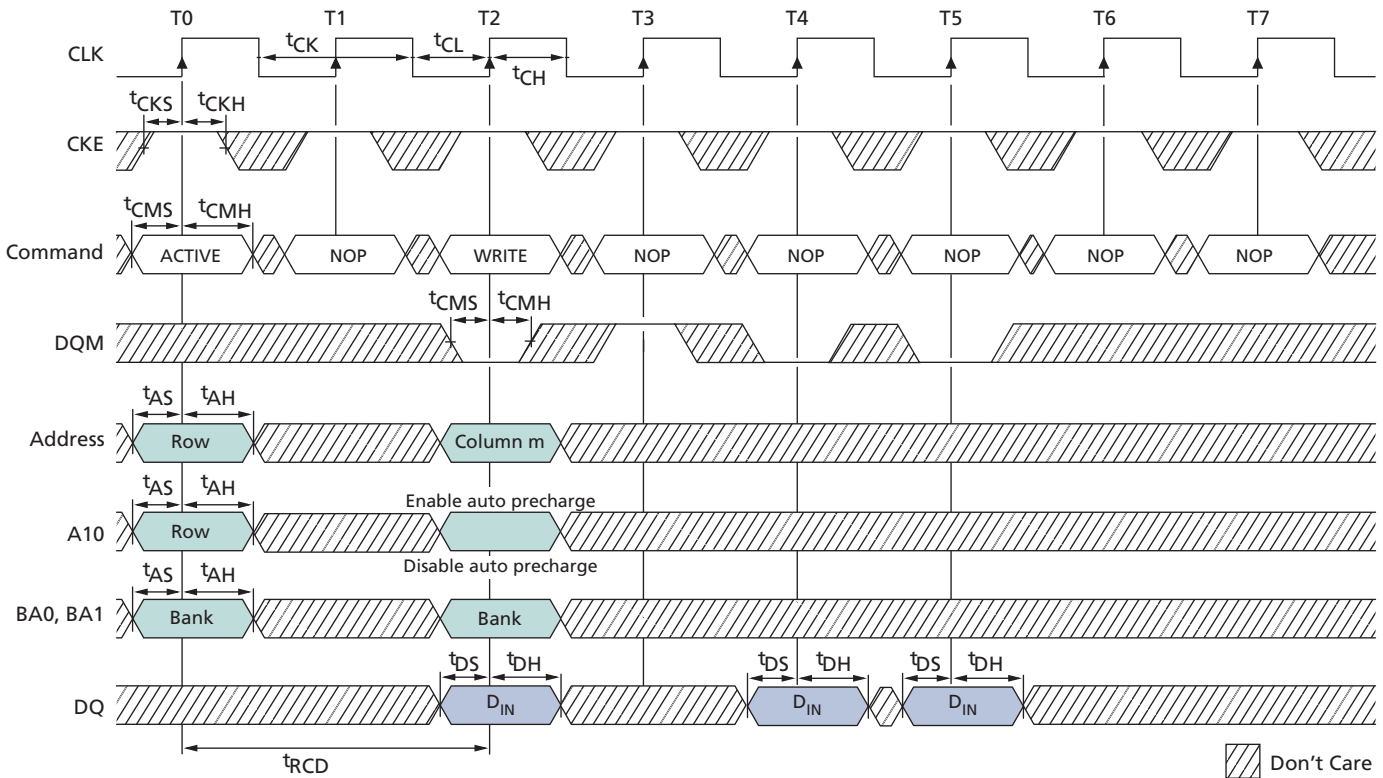 T0 T1 T2 T3 T4 T5 T6 T7
CLK tCK tCL
tCH
tCKS tCKH
CKE
tCMS tCMH
Command ACTIVE NOP WRITE NOP NOP NOP NOP NOP
tCMS tCMH
DQM
tAS tAH
Address Row Column m
tAS tAH Enable auto precharge
A10 Row
Disable auto precharge
tAS tAH
BA0, BA1 Bank Bank
tDS tDH tDS tDH tDS tDH
DQ DIN DIN DIN
tRCD
Don't Care